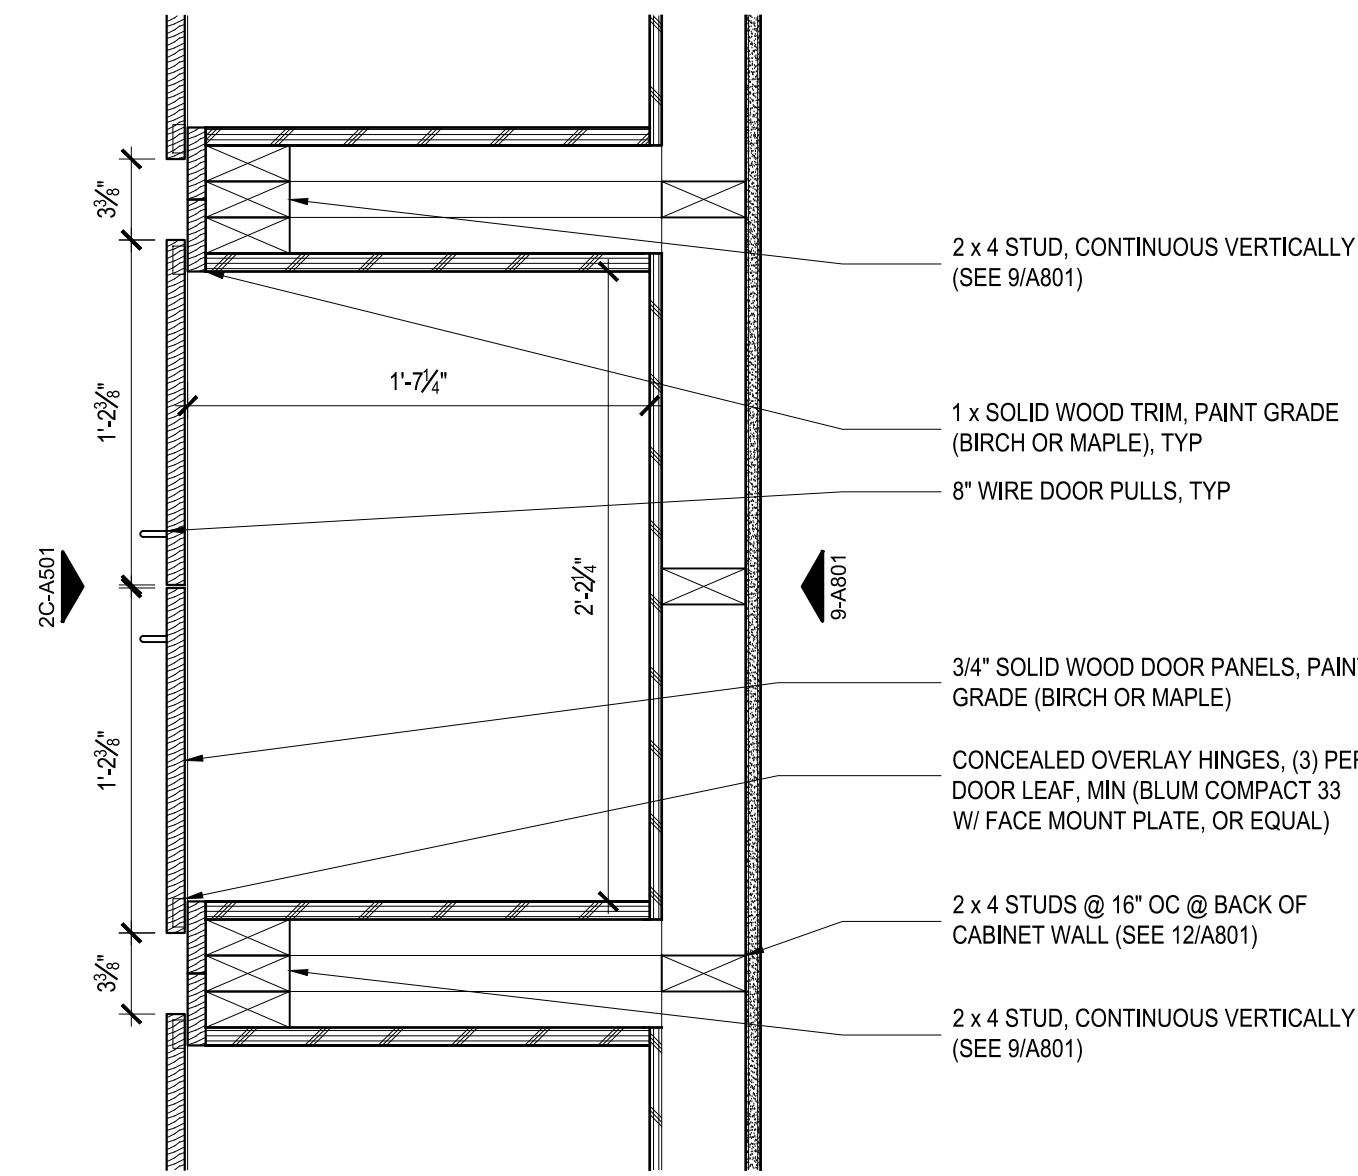 3⅜"
1'-2⅜"
1'-7¼"
2'-2¼"
2C-A501
9-A801
1'-2⅜"
3⅜"
2 x 4 STUD, CONTINUOUS VERTICALLY
(SEE 9/A801)
1 x SOLID WOOD TRIM, PAINT GRADE
(BIRCH OR MAPLE), TYP
8" WIRE DOOR PULLS, TYP
3/4" SOLID WOOD DOOR PANELS, PAINT
GRADE (BIRCH OR MAPLE)
CONCEALED OVERLAY HINGES, (3) PER
DOOR LEAF, MIN (BLUM COMPACT 33
W/ FACE MOUNT PLATE, OR EQUAL)
2 x 4 STUDS @ 16" OC @ BACK OF
CABINET WALL (SEE 12/A801)
2 x 4 STUD, CONTINUOUS VERTICALLY
(SEE 9/A801)